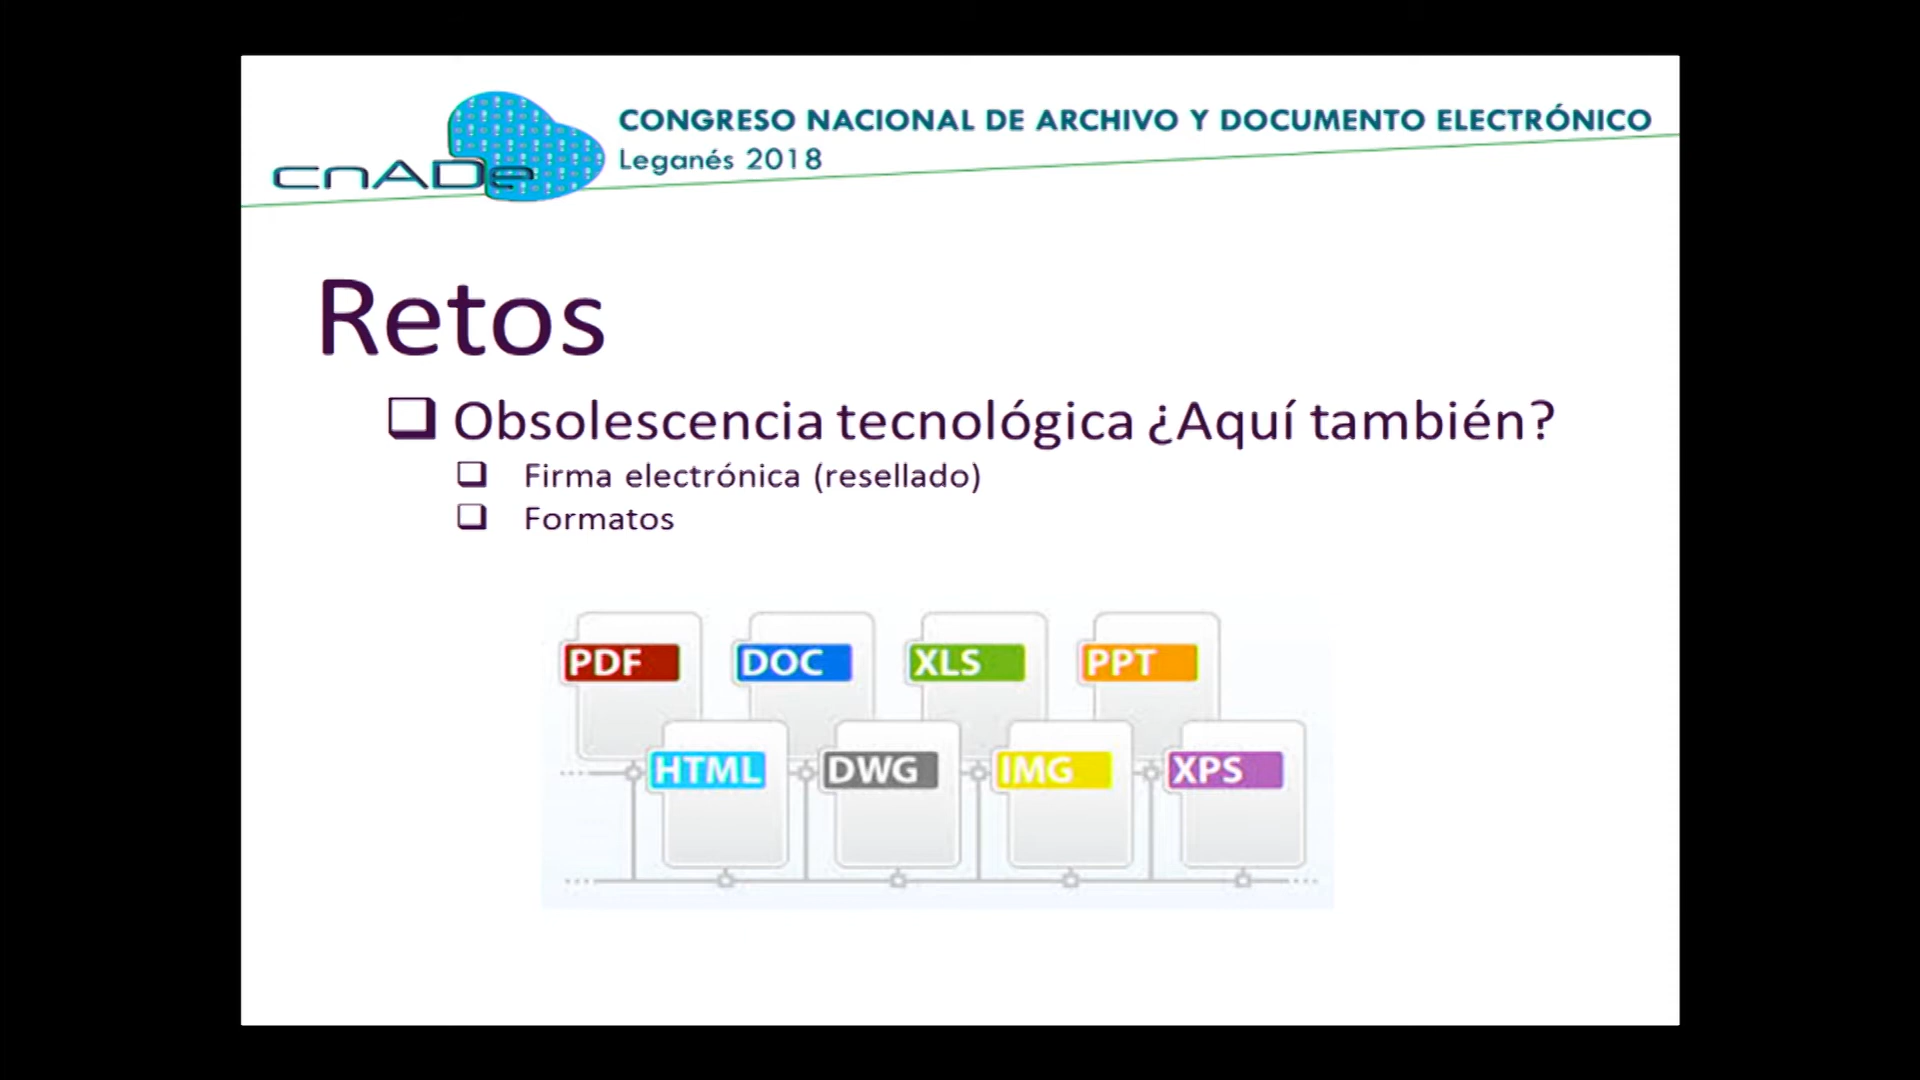 CONGRESO NACIONAL DE ARCHIVO Y DOCUMENTO ELECTRÓNICO
Leganés 2018
cnADe
Retos
Obsolescencia tecnológica ¿Aquí también?
Firma electrónica (resellado)
Formatos
PDF DOC XLS PPT
HTML DWG IMG XPS